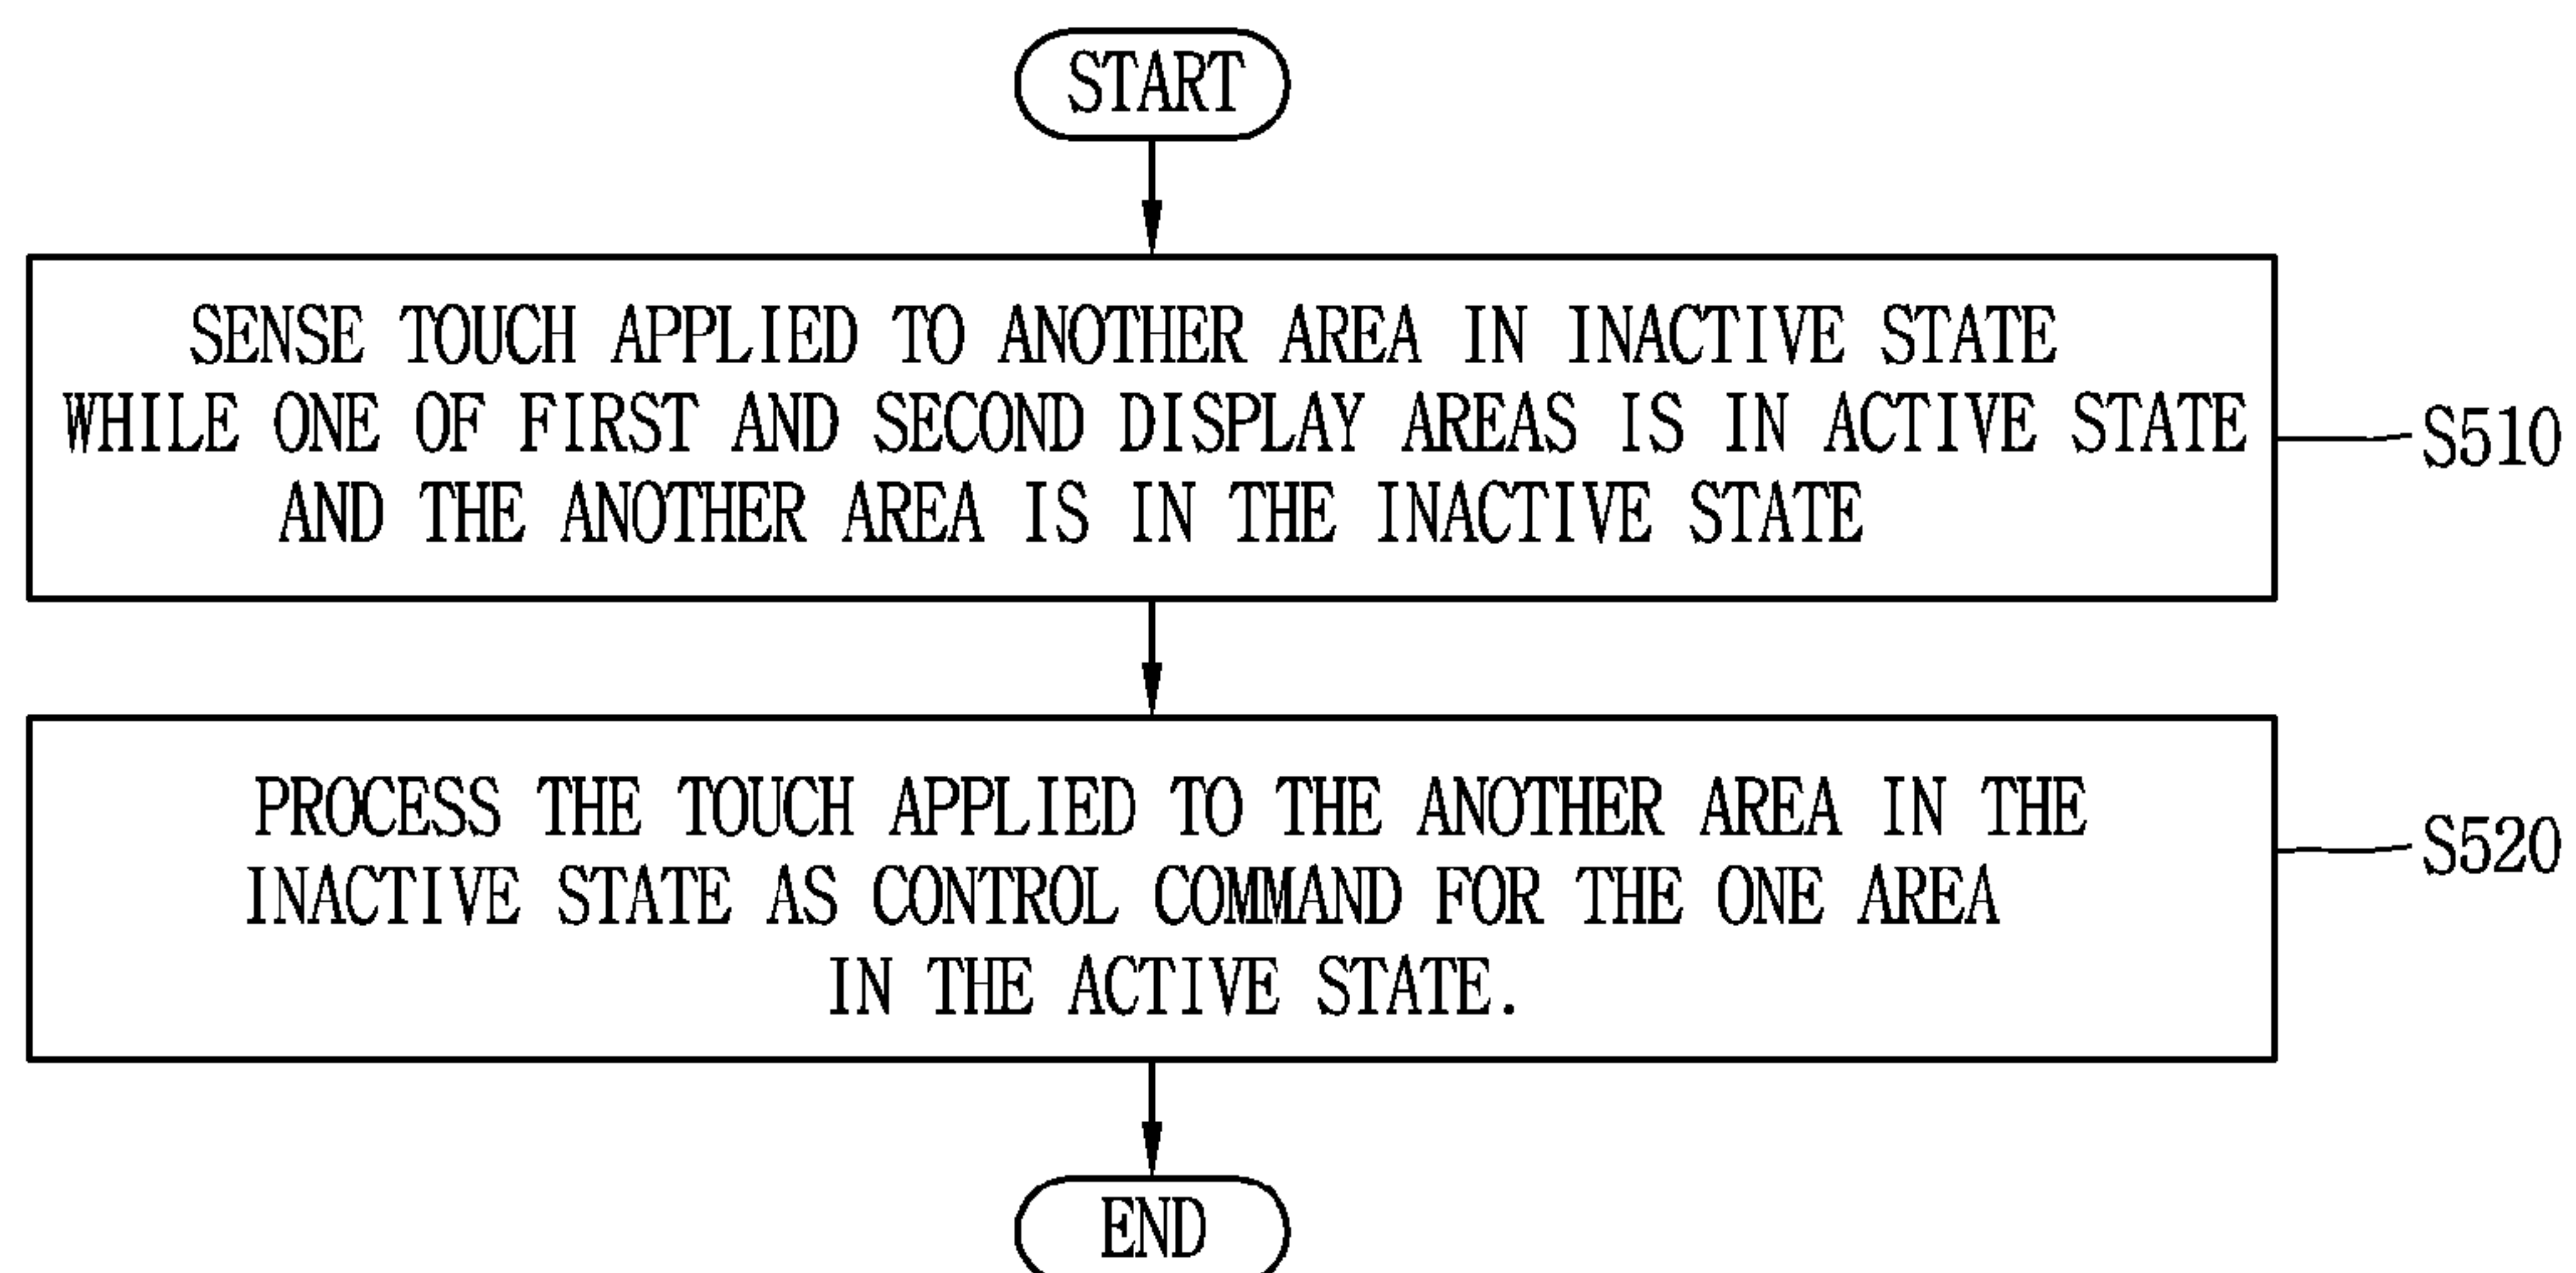 START
SENSE TOUCH APPLIED TO ANOTHER AREA IN INACTIVE STATE
WHILE ONE OF FIRST AND SECOND DISPLAY AREAS IS IN ACTIVE STATE
AND THE ANOTHER AREA IS IN THE INACTIVE STATE
S510
PROCESS THE TOUCH APPLIED TO THE ANOTHER AREA IN THE
INACTIVE STATE AS CONTROL COMMAND FOR THE ONE AREA
IN THE ACTIVE STATE.
S520
END